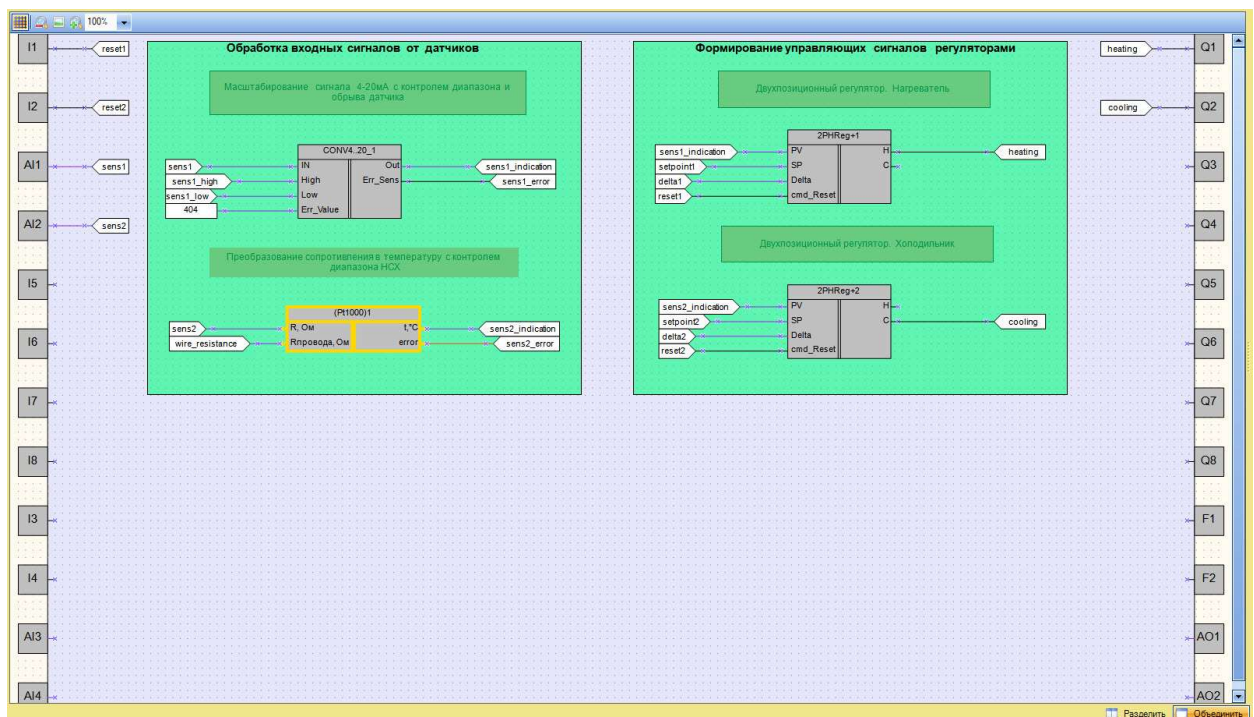 100%
I1
I2
AI1
AI2
I5
I6
I7
I8
I3
I4
AI3
AI4
reset1
reset2
sens1
sens2
Обработка входных сигналов от датчиков
Масштабирование сигнала 4-20мА с контролем диапазона и
обрыва датчика
CONV4..20_1
sens1
sens1_high
sens1_low
404
IN
High
Low
Err_Value
Out
Err_Sens
sens1_indication
sens1_error
Преобразование сопротивления в температуру с контролем
диапазона НСХ
(Pt1000)1
sens2
wire_resistance
R, Ом
Rпровода, Ом
t,°C
error
sens2_indication
sens2_error
Формирование управляющих сигналов регуляторами
Двухпозиционный регулятор. Нагреватель
2PHReg+1
sens1_indication
setpoint1
delta1
reset1
PV
SP
Delta
cmd_Reset
H
C
heating
Двухпозиционный регулятор. Холодильник
2PHReg+2
sens2_indication
setpoint2
delta2
reset2
PV
SP
Delta
cmd_Reset
H
C
cooling
heating
cooling
Q1
Q2
Q3
Q4
Q5
Q6
Q7
Q8
F1
F2
AO1
AO2
Разделить
Объединить